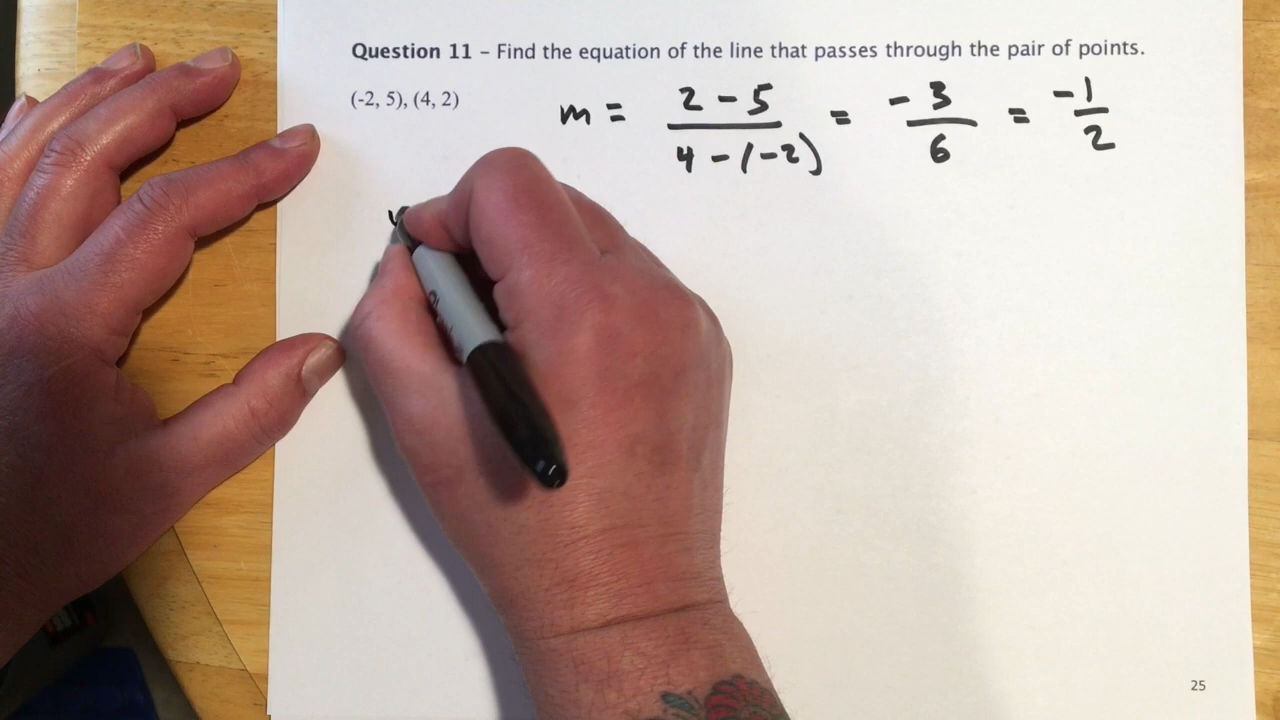 Question 11 – Find the equation of the line that passes through the pair of points.
(-2, 5), (4, 2)
m = 2 - 5 / 4 - (-2) = - 3 / 6 = -1 / 2
25